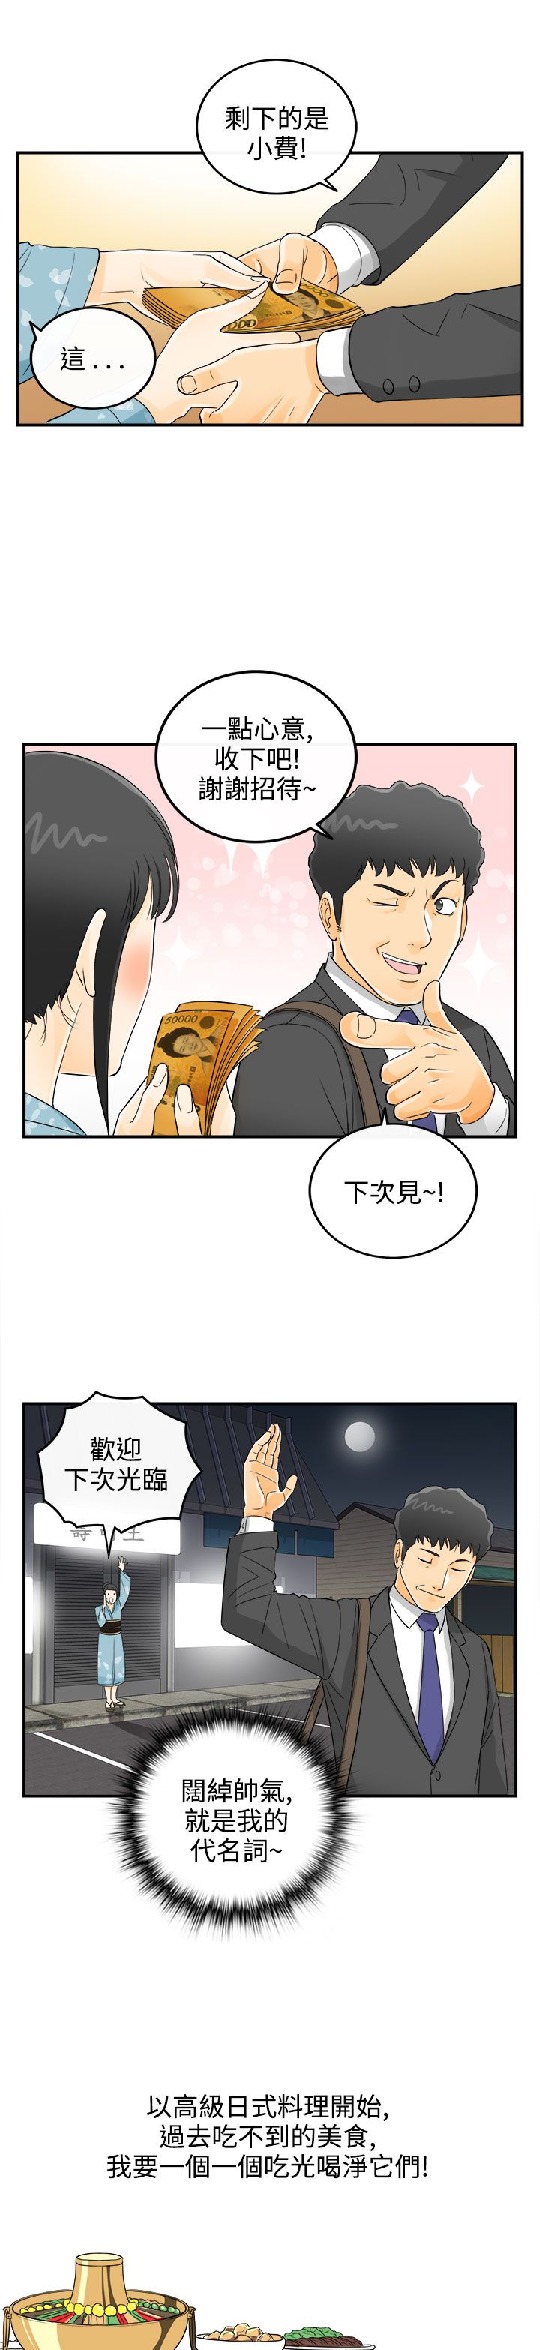 剩下的是
小費!
這...
一點心意,
收下吧!
謝謝招待~
50000
下次見~!
歡迎
下次光臨
闊綽帥氣,
就是我的
代名詞~
以高級日式料理開始,
過去吃不到的美食,
我要一個一個吃光喝淨它們!